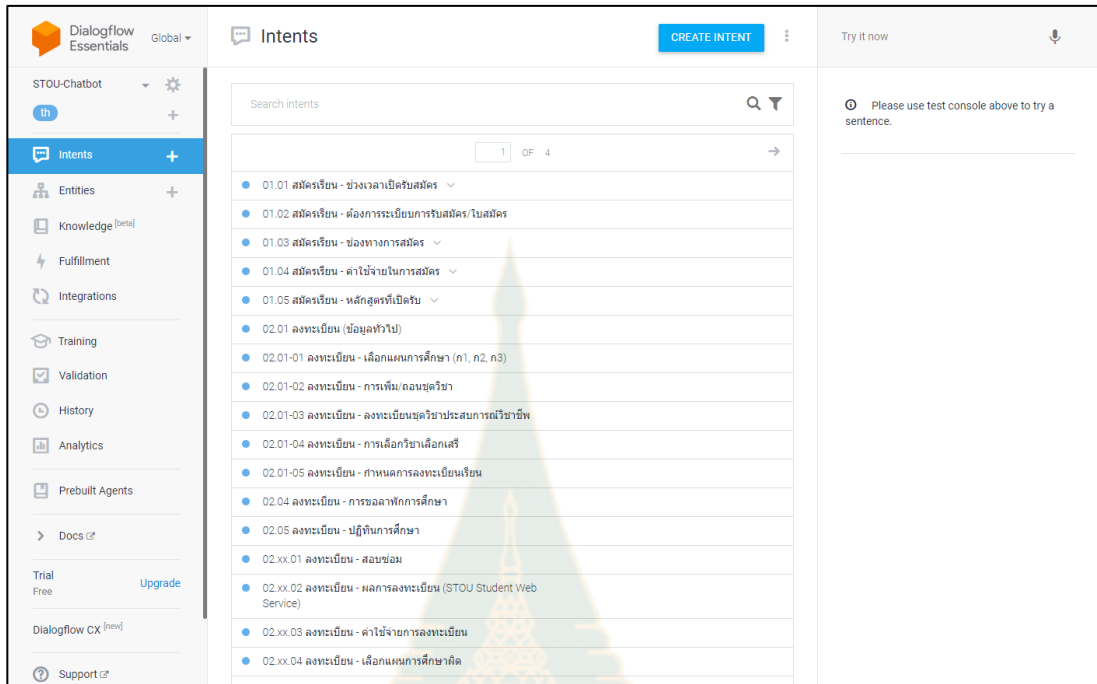 Dialogflow
Essentials
Global
Intents
CREATE INTENT
Try it now
STOU-Chatbot
th
Search intents
Please use test console above to try a
sentence.
Intents
1 OF 4
Entities
Knowledge [beta]
Fulfillment
Integrations
Training
Validation
History
Analytics
Prebuilt Agents
Docs
Trial
Free
Upgrade
Dialogflow CX [new]
Support
01.01 สมัครเรียน - ช่วงเวลาเปิดรับสมัคร
01.02 สมัครเรียน - ต้องการระเบียบการรับสมัคร/ใบสมัคร
01.03 สมัครเรียน - ช่องทางการสมัคร
01.04 สมัครเรียน - ค่าใช้จ่ายในการสมัคร
01.05 สมัครเรียน - หลักสูตรที่เปิดรับ
02.01 ลงทะเบียน (ข้อมูลทั่วไป)
02.01-01 ลงทะเบียน - เลือกแผนการศึกษา (ก1, ก2, ก3)
02.01-02 ลงทะเบียน - การเพิ่ม/ถอนชุดวิชา
02.01-03 ลงทะเบียน - ลงทะเบียนชุดวิชาประสบการณ์วิชาชีพ
02.01-04 ลงทะเบียน - การเลือกวิชาเลือกเสรี
02.01-05 ลงทะเบียน - กำหนดการลงทะเบียนเรียน
02.04 ลงทะเบียน - การขอลาพักการศึกษา
02.05 ลงทะเบียน - ปฏิทินการศึกษา
02.xx.01 ลงทะเบียน - สอบซ่อม
02.xx.02 ลงทะเบียน - ผลการลงทะเบียน (STOU Student Web
Service)
02.xx.03 ลงทะเบียน - ค่าใช้จ่ายการลงทะเบียน
02.xx.04 ลงทะเบียน - เลือกแผนการศึกษาผิด